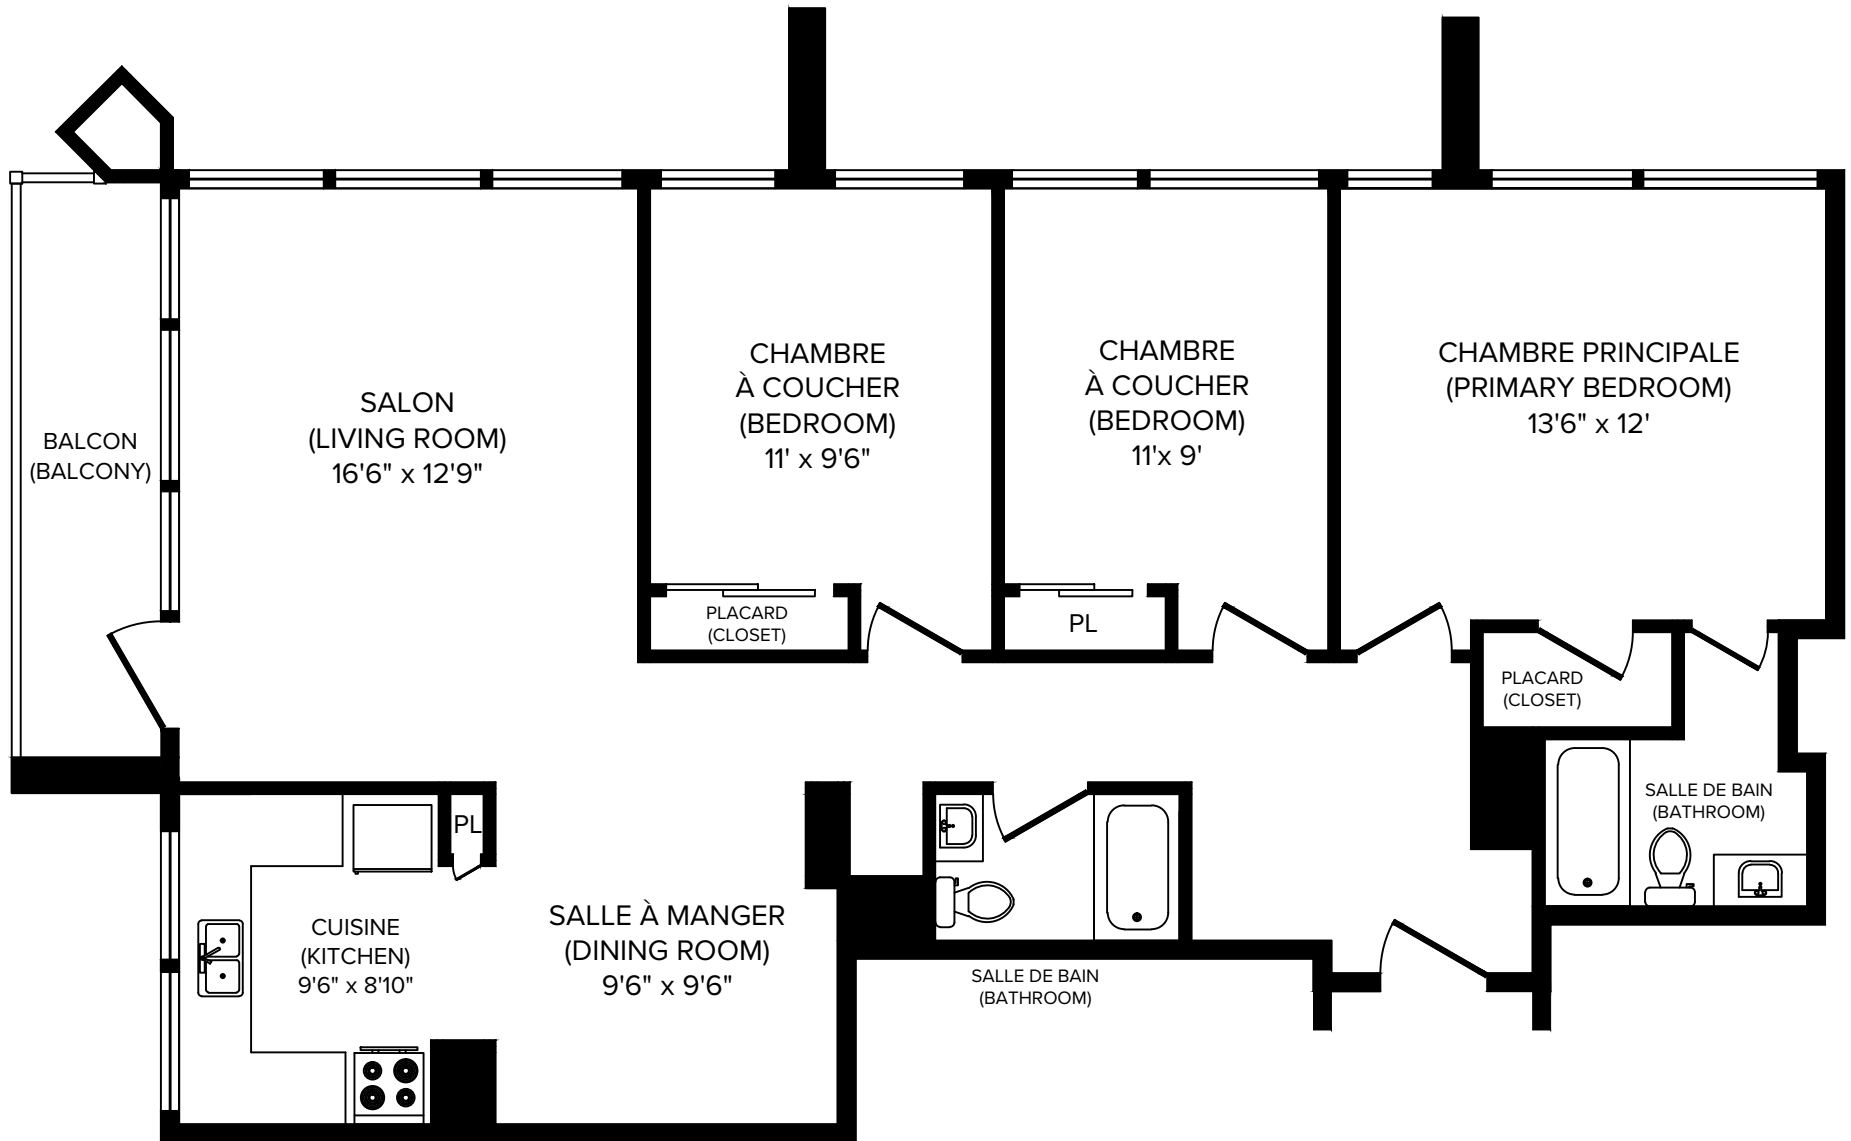 BALCON
(BALCONY)
SALON
(LIVING ROOM)
16'6" x 12'9"
CHAMBRE
À COUCHER
(BEDROOM)
11' x 9'6"
CHAMBRE
À COUCHER
(BEDROOM)
11'x 9'
CHAMBRE PRINCIPALE
(PRIMARY BEDROOM)
13'6" x 12'
PLACARD
(CLOSET)
PL
PLACARD
(CLOSET)
PL
SALLE DE BAIN
(BATHROOM)
CUISINE
(KITCHEN)
9'6" x 8'10"
SALLE À MANGER
(DINING ROOM)
9'6" x 9'6"
SALLE DE BAIN
(BATHROOM)